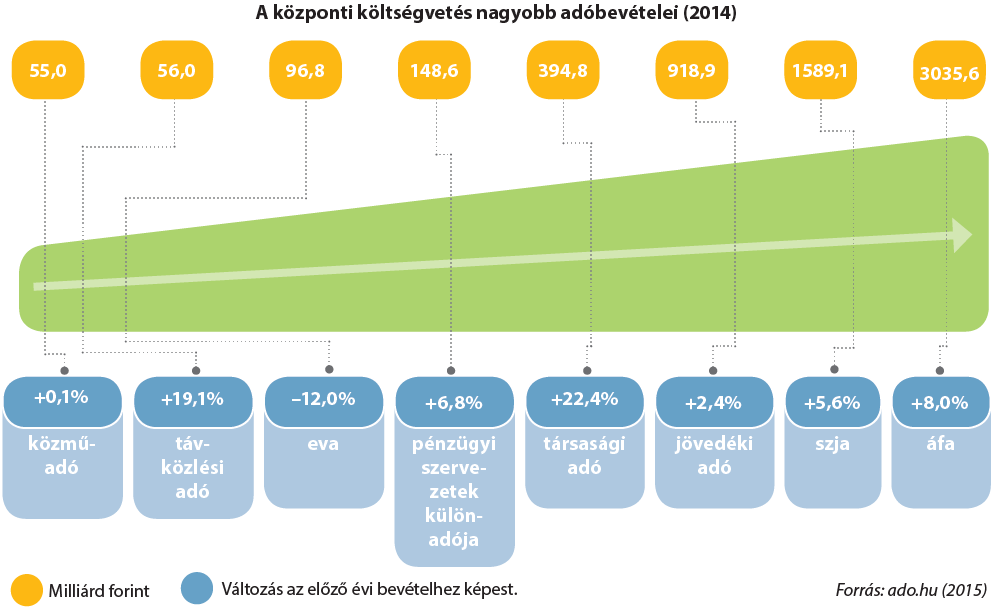 A központi költségvetés nagyobb adóbevételei (2014)
55,0 56,0 96,8 148,6 394,8 918,9 1589,1 3035,6
+0,1% +19,1% –12,0% +6,8% +22,4% +2,4% +5,6% +8,0%
közmű-
adó
táv-
közlési
adó
eva
pénzügyi
szerve-
zetek
külön-
adója
társasági
adó
jövedéki
adó
szja
áfa
Milliárd forint
Változás az előző évi bevételhez képest.
Forrás: ado.hu (2015)